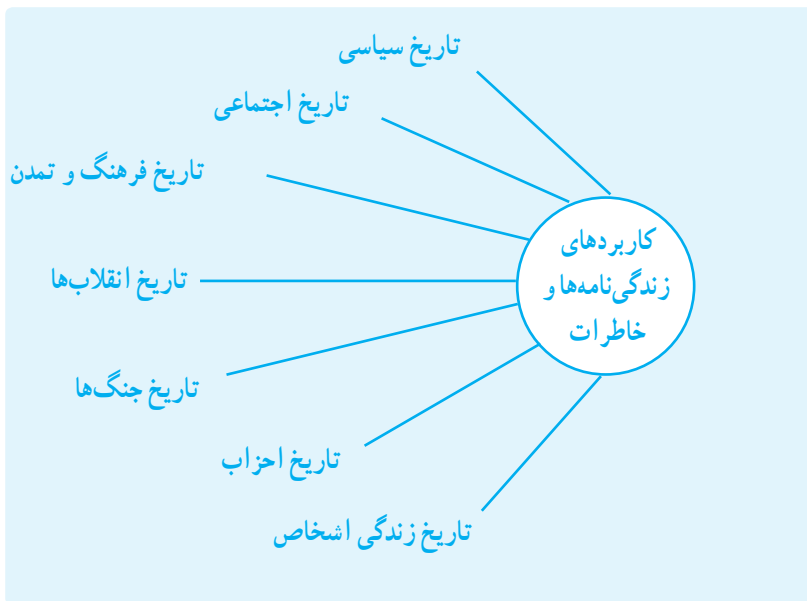 کاربردهای
زندگی‌نامه‌ها و
خاطرات
تاریخ سیاسی
تاریخ اجتماعی
تاریخ فرهنگ و تمدن
تاریخ انقلاب‌ها
تاریخ جنگ‌ها
تاریخ احزاب
تاریخ زندگی اشخاص